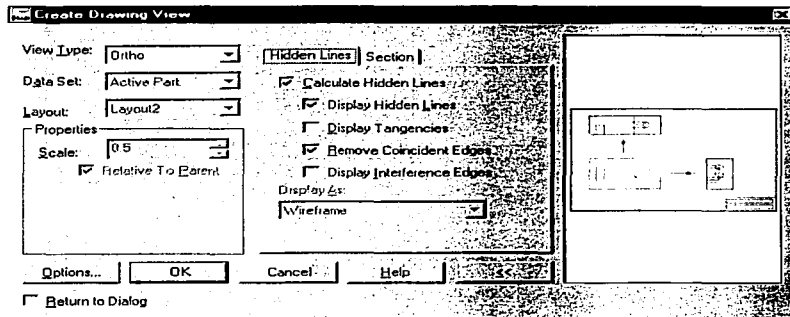 Create Drawing View
View Type: Ortho
Data Set: Active Part
Layout: Layout2
Properties
Scale: 0.5
Relative To Parent
Hidden Lines Section
Calculate Hidden Lines
Display Hidden Lines
Display Tangencies
Remove Coincident Edges
Display Interference Edges
Display As:
Wireframe
Options... OK Cancel Help
Return to Dialog